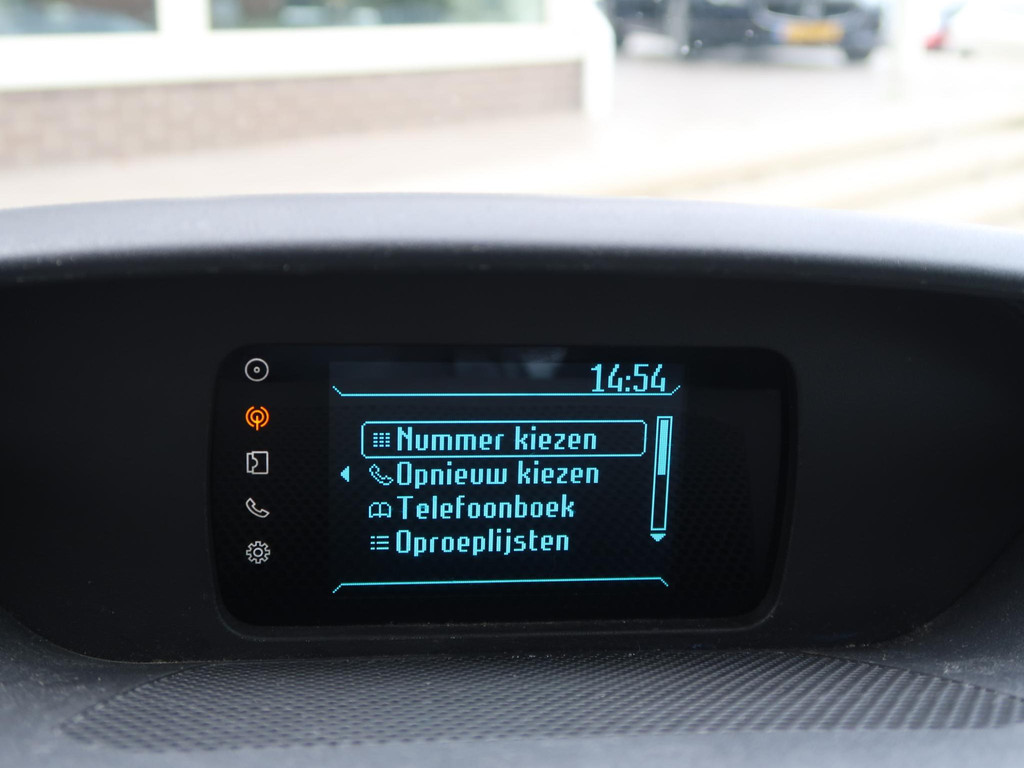 14:54
Nummer kiezen
Opnieuw kiezen
Telefoonboek
Oproeplijsten